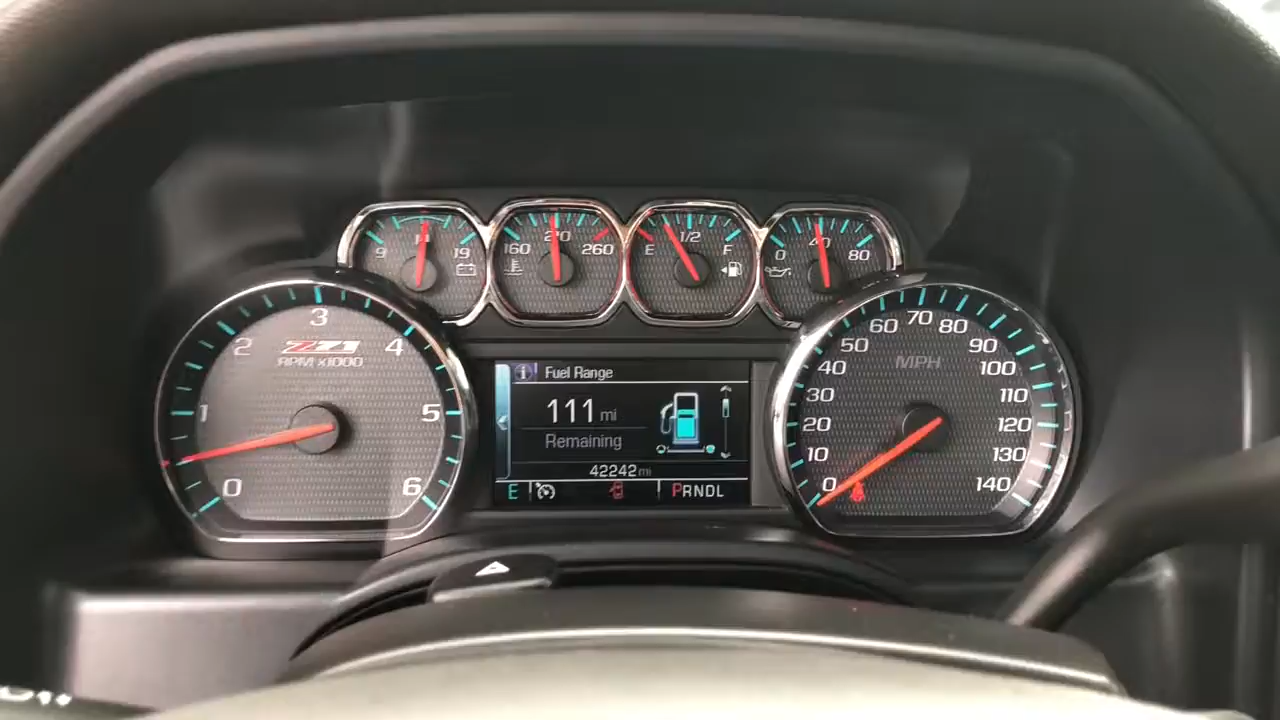 9 19
160 260
E 1/2 F
0 40 80
0 1 2 3 4 5 6
Z71
RPM x1000
Fuel Range
111 mi
Remaining
42242 mi
E
PRNDL
0 10 20 30 40 50 60 70 80 90 100 110 120 130 140
MPH